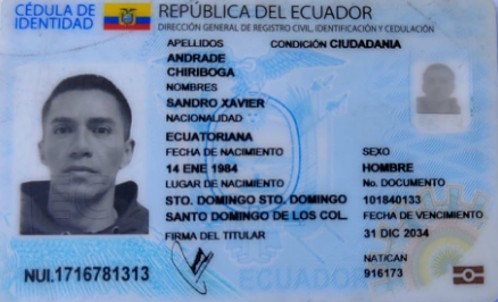 CÉDULA DE
IDENTIDAD
REPÚBLICA DEL ECUADOR
DIRECCIÓN GENERAL DE REGISTRO CIVIL, IDENTIFICACIÓN Y CEDULACIÓN
APELLIDOS
CONDICIÓN CIUDADANIA
ANDRADE
CHIRIBOGA
NOMBRES
SANDRO XAVIER
NACIONALIDAD
ECUATORIANA
FECHA DE NACIMIENTO
SEXO
14 ENE 1984
HOMBRE
LUGAR DE NACIMIENTO
No. DOCUMENTO
STO. DOMINGO STO. DOMINGO
101840133
SANTO DOMINGO DE LOS COL.
FECHA DE VENCIMIENTO
FIRMA DEL TITULAR
31 DIC 2034
NAT/CAN
916173
NUI.1716781313
ECUADOR